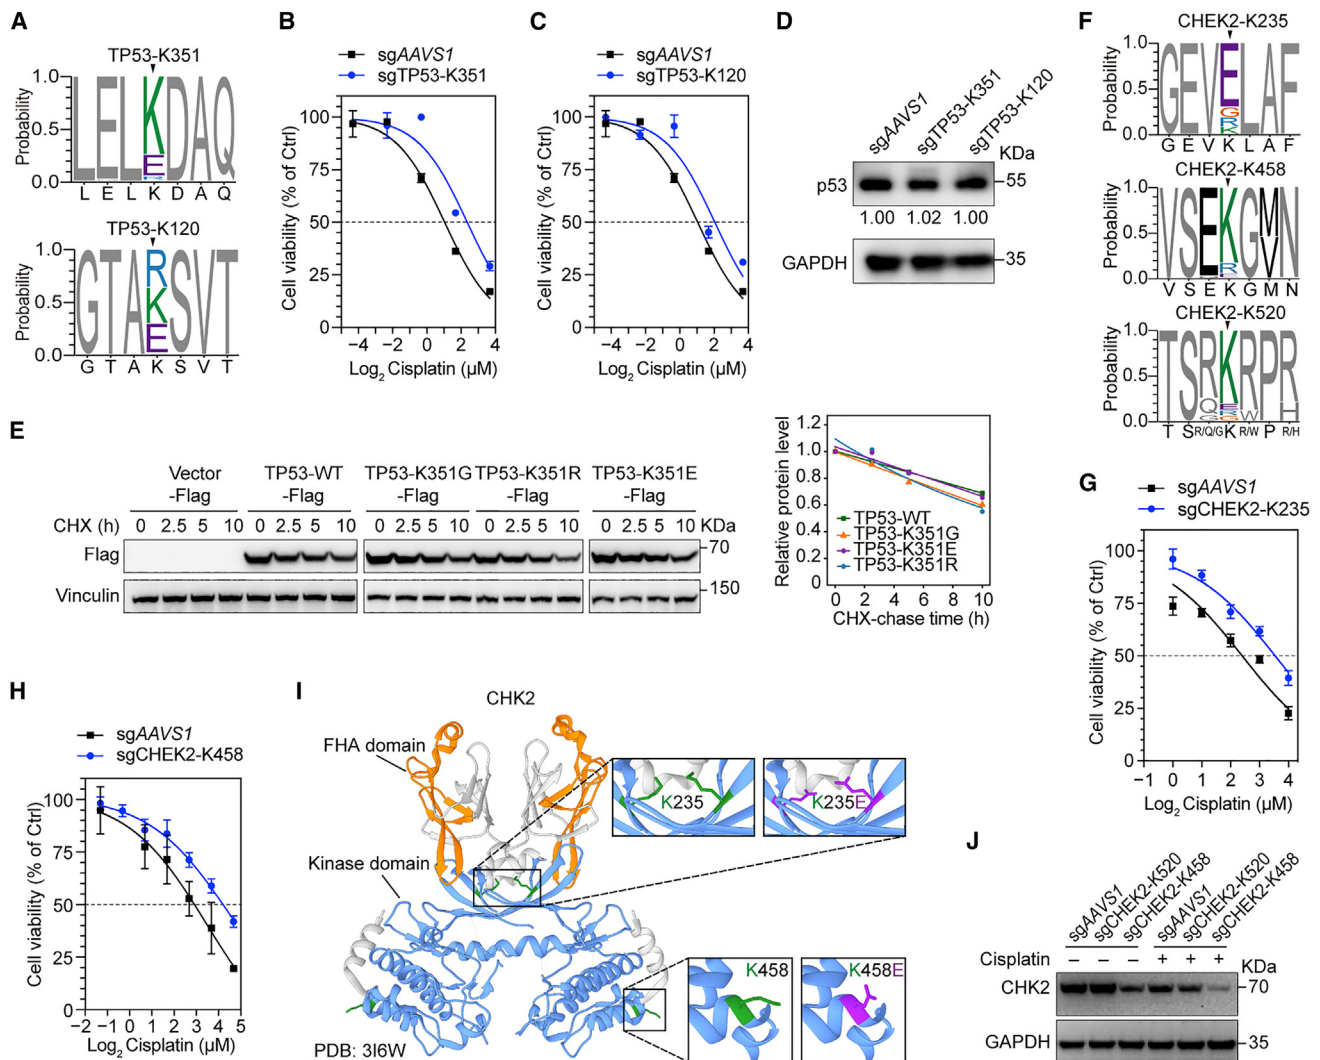 A
TP53-K351
Probability
1.0
0.5
0.0
LELKDAQ
E
L E L K D A Q
TP53-K120
Probability
1.0
0.5
0.0
GTARSVT
K
E
G T A K S V T
B
sgAAVS1
sgTP53-K351
Cell viability (% of Ctrl)
100
75
50
25
0
−4 −2 0 2 4
Log2 Cisplatin (µM)
C
sgAAVS1
sgTP53-K120
Cell viability (% of Ctrl)
100
75
50
25
0
−4 −2 0 2 4
Log2 Cisplatin (µM)
D
sgAAVS1
sgTP53-K351
sgTP53-K120
KDa
p53
55
1.00 1.02 1.00
GAPDH
35
E
Vector -Flag
TP53-WT -Flag
TP53-K351G -Flag
TP53-K351R -Flag
TP53-K351E -Flag
CHX (h) 0 2.5 5 10 0 2.5 5 10 0 2.5 5 10 0 2.5 5 10 0 2.5 5 10 KDa
Flag
70
Vinculin
150
Relative protein level
1.2
1.0
0.8
0.6
0.4
0.2
0
TP53-WT
TP53-K351G
TP53-K351E
TP53-K351R
0 2 4 6 8 10
CHX-chase time (h)
F
CHEK2-K235
Probability
1.0
0.5
0.0
GEVELAF
G
R
K
G E V K L A F
CHEK2-K458
Probability
1.0
0.5
0.0
VSEKGMN
R
V
V S E K G M N
CHEK2-K520
Probability
1.0
0.5
0.0
TSRKRPR
Q
E
R
W
H
G
G
T S R/Q/G K R/W P R/H
G
sgAAVS1
sgCHEK2-K235
Cell viability (% of Ctrl)
100
75
50
25
0
−1 0 1 2 3 4
Log2 Cisplatin (µM)
H
sgAAVS1
sgCHEK2-K458
Cell viability (% of Ctrl)
100
75
50
25
0
−2 −1 0 1 2 3 4 5
Log2 Cisplatin (µM)
I
CHK2
FHA domain
K235
K235E
Kinase domain
K458
K458E
PDB: 3I6W
J
sgAAVS1
sgCHEK2-K520
sgCHEK2-K458
sgAAVS1
sgCHEK2-K520
sgCHEK2-K458
Cisplatin − − − + + + KDa
CHK2
70
GAPDH
35